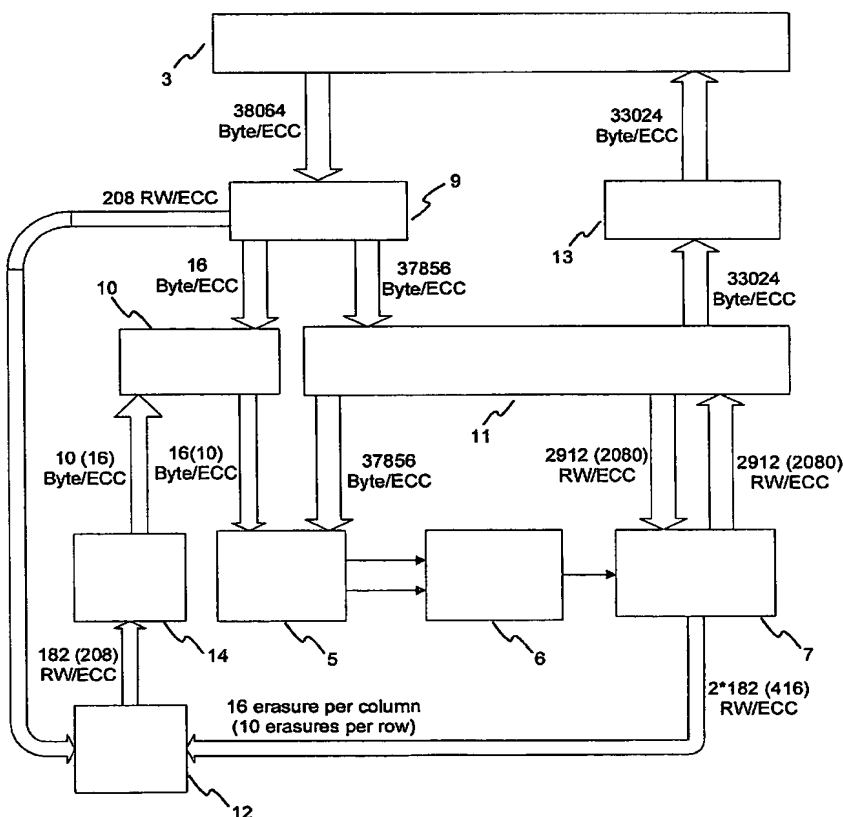 3
38064
Byte/ECC
33024
Byte/ECC
9
208 RW/ECC
13
16
Byte/ECC
37856
Byte/ECC
33024
Byte/ECC
10
11
10 (16)
Byte/ECC
16(10)
Byte/ECC
37856
Byte/ECC
2912 (2080)
RW/ECC
2912 (2080)
RW/ECC
14
5
6
7
182 (208)
RW/ECC
16 erasure per column
(10 erasures per row)
2*182 (416)
RW/ECC
12